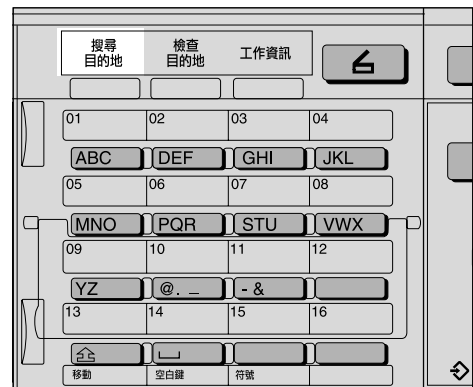 搜尋
目的地
檢查
目的地
工作資訊
01 02 03 04
ABC DEF GHI JKL
05 06 07 08
MNO PQR STU VWX
09 10 11 12
YZ @. _ - &
13 14 15 16
移動 空白鍵 符號